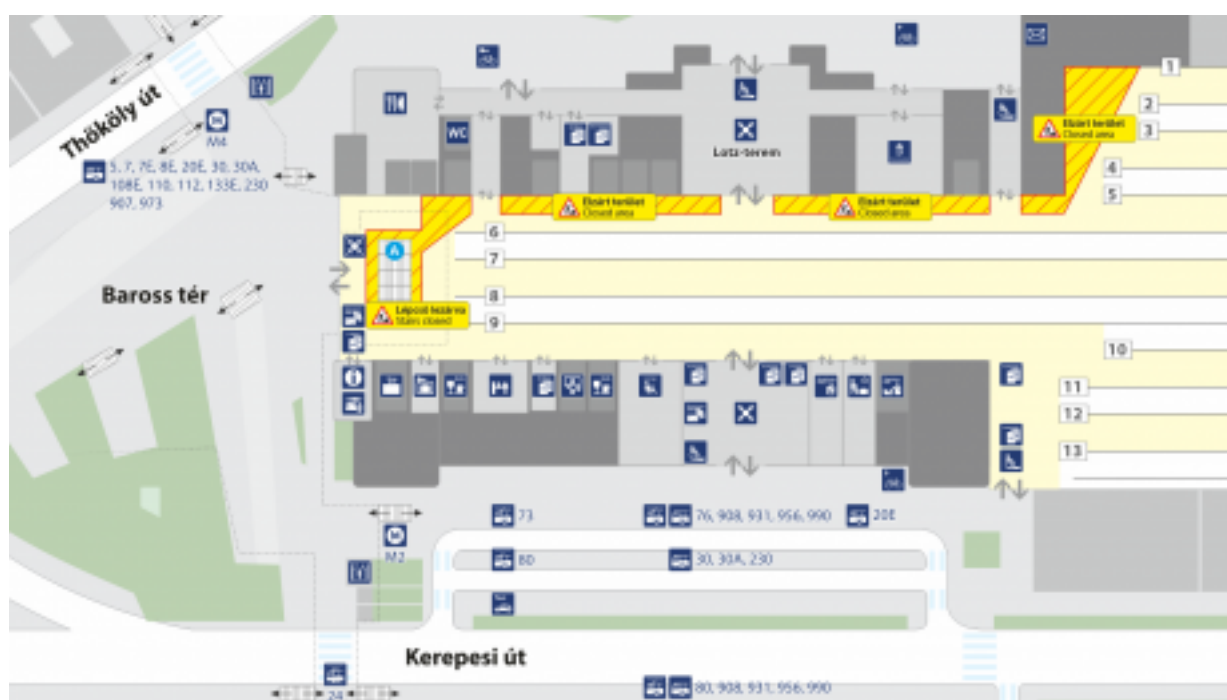 1
2
3
4
5
Thököly út
M4
5, 7, 7E, 8E, 20E, 30, 30A,
108E, 110, 112, 133E, 230
907, 973
WC
Lotz-terem
Elzárt terület
Closed area
Elzárt terület
Closed area
Elzárt terület
Closed area
A
6
7
8
9
Baross tér
Lépcső lezárva
Stairs closed
10
11
12
13
M2
73
76, 908, 931, 956, 990
20E
80
30, 30A, 230
Kerepesi út
24
80, 908, 931, 956, 990